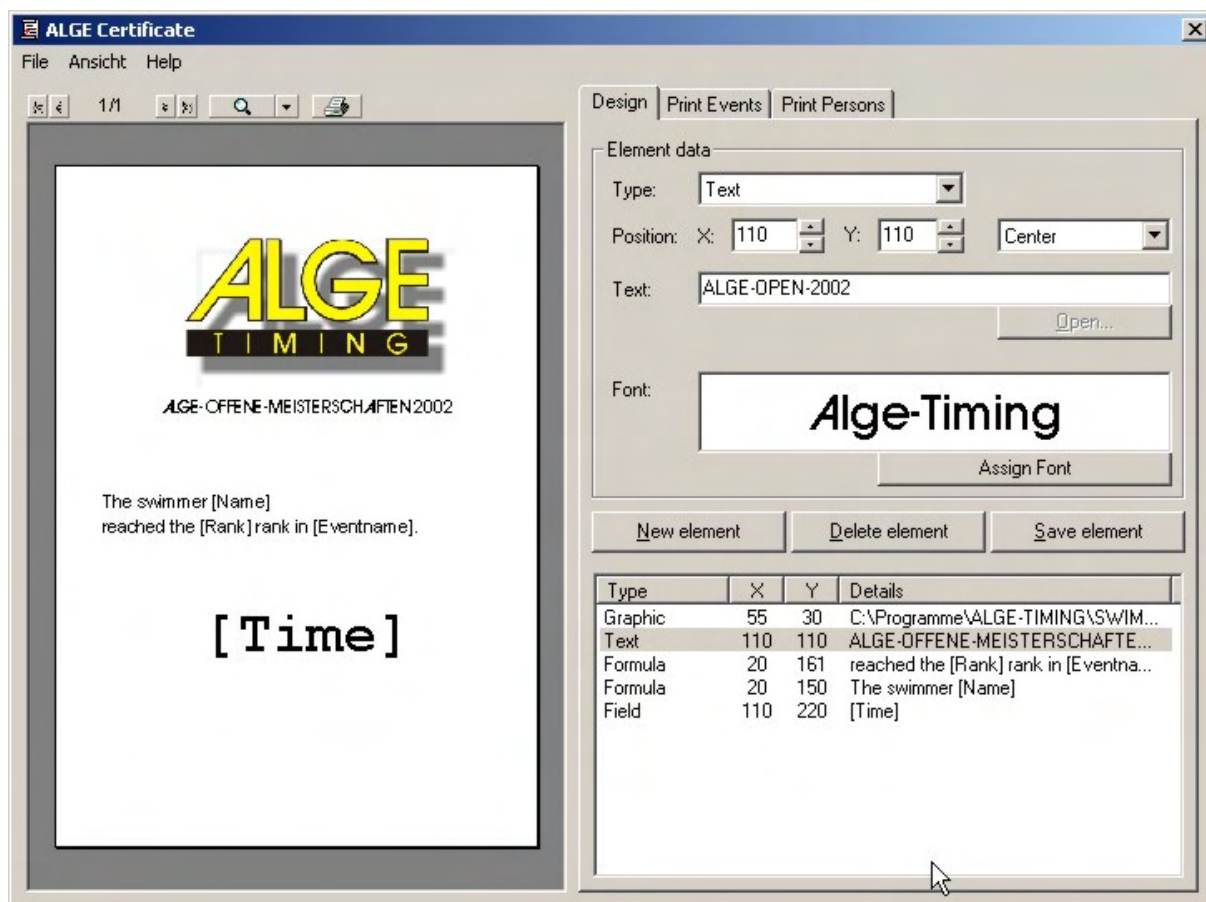 ALGE Certificate
File Ansicht Help
1/1
ALGE
TIMING
ALGE-OFFENE-MEISTERSCHAFTEN 2002
The swimmer [Name]
reached the [Rank] rank in [Eventname].
[Time]
Design Print Events Print Persons
Element data
Type: Text
Position: X: 110 Y: 110 Center
Text: ALGE-OPEN-2002
Open...
Font: Alge-Timing
Assign Font
New element Delete element Save element
Type X Y Details
Graphic 55 30 C:\Programme\ALGE-TIMING\SWIM...
Text 110 110 ALGE-OFFENE-MEISTERSCHAFTE...
Formula 20 161 reached the [Rank] rank in [Eventna...
Formula 20 150 The swimmer [Name]
Field 110 220 [Time]